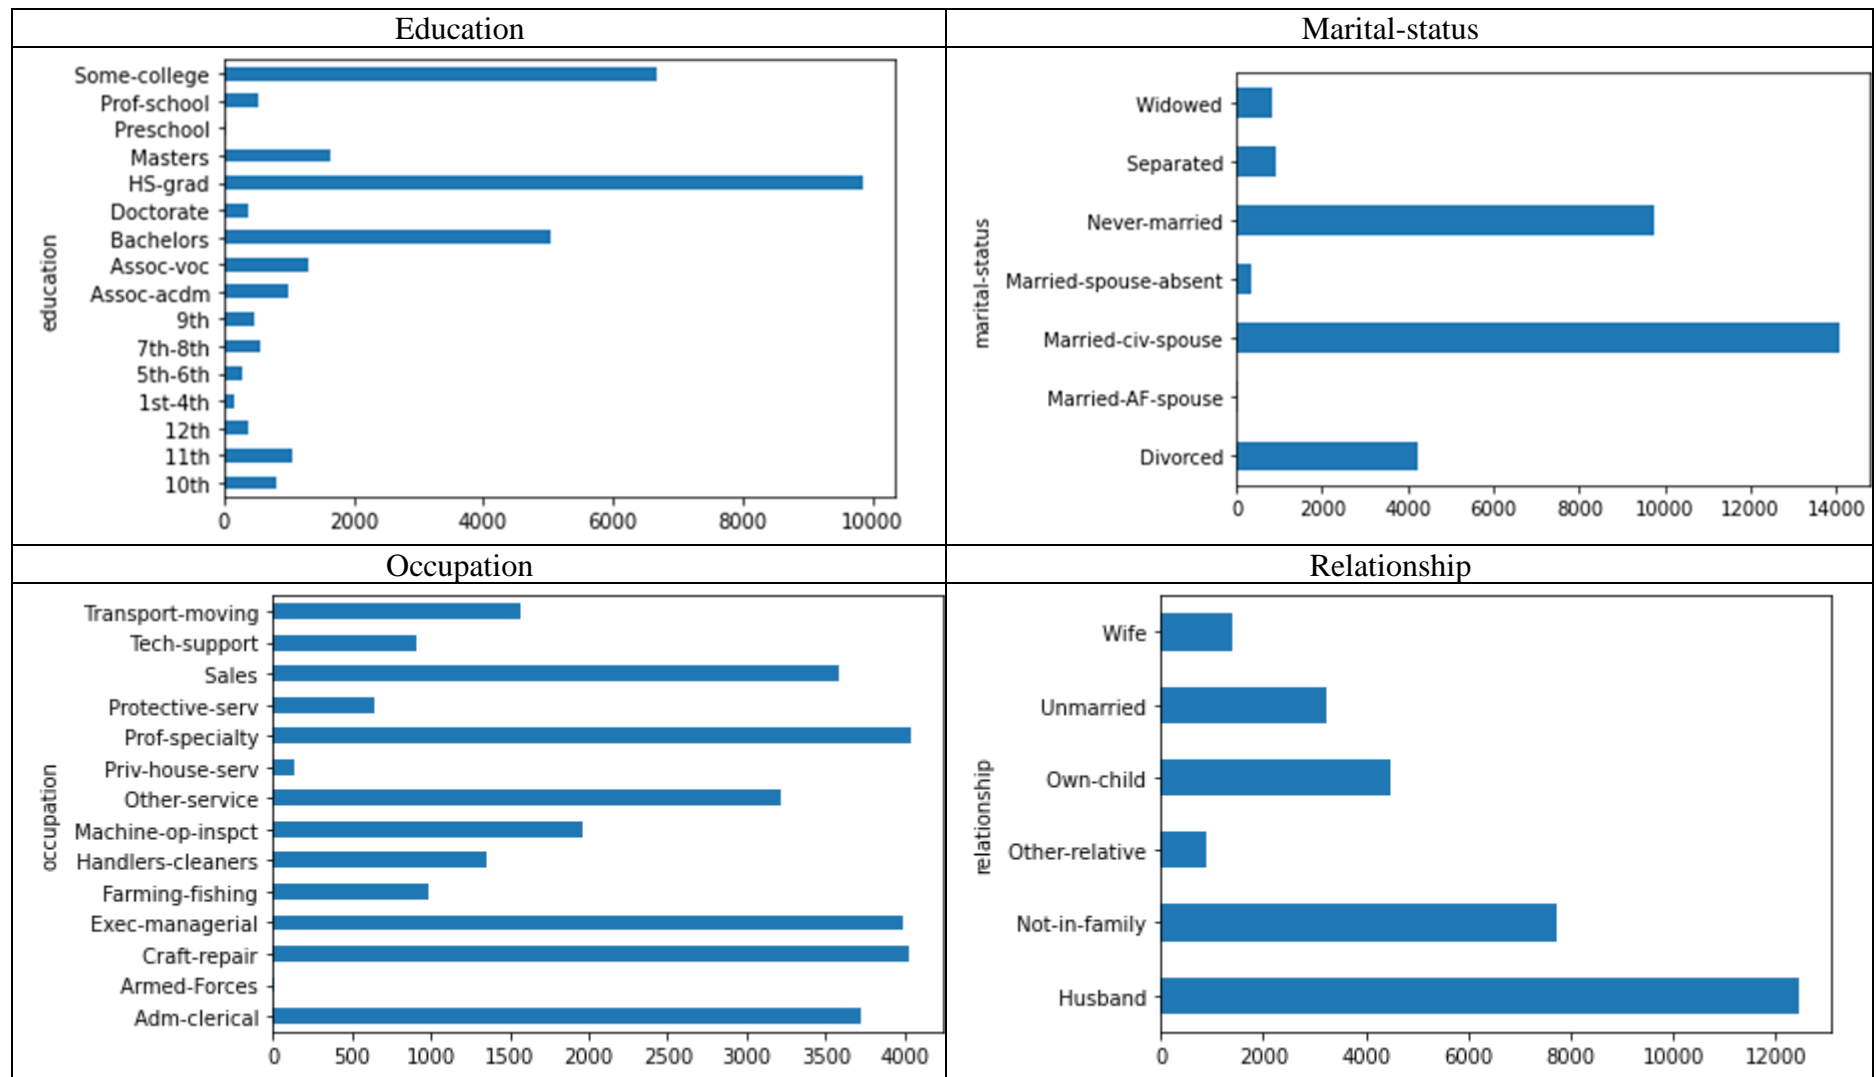 Education
Some-college
Prof-school
Preschool
Masters
HS-grad
Doctorate
Bachelors
Assoc-voc
Assoc-acdm
9th
7th-8th
5th-6th
1st-4th
12th
11th
10th
education
0 2000 4000 6000 8000 10000
Marital-status
Widowed
Separated
Never-married
Married-spouse-absent
Married-civ-spouse
Married-AF-spouse
Divorced
marital-status
0 2000 4000 6000 8000 10000 12000 14000
Occupation
Transport-moving
Tech-support
Sales
Protective-serv
Prof-specialty
Priv-house-serv
Other-service
Machine-op-inspct
Handlers-cleaners
Farming-fishing
Exec-managerial
Craft-repair
Armed-Forces
Adm-clerical
occupation
0 500 1000 1500 2000 2500 3000 3500 4000
Relationship
Wife
Unmarried
Own-child
Other-relative
Not-in-family
Husband
relationship
0 2000 4000 6000 8000 10000 12000